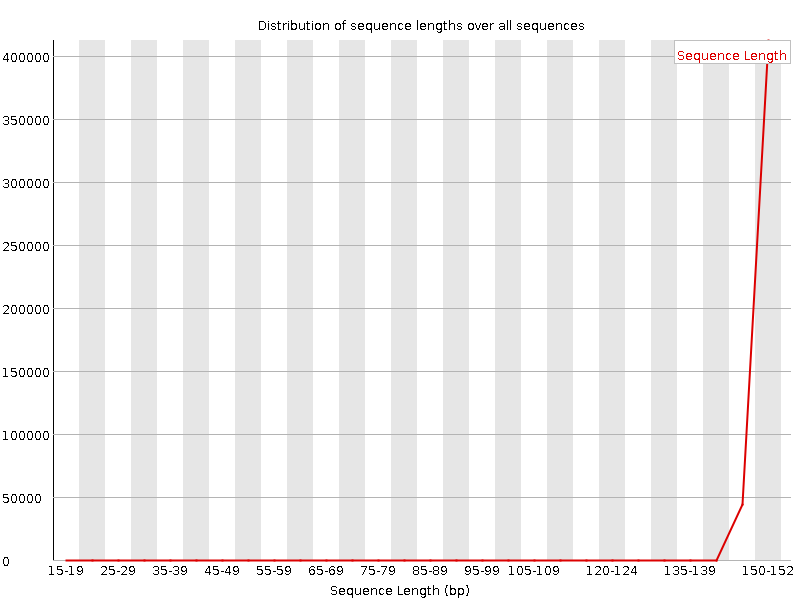 Distribution of sequence lengths over all sequences
Sequence Length
400000
350000
300000
250000
200000
150000
100000
50000
0
15-19 25-29 35-39 45-49 55-59 65-69 75-79 85-89 95-99 105-109 120-124 135-139 150-152
Sequence Length (bp)